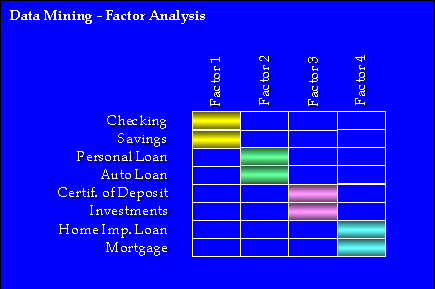 Data Mining - Factor Analysis
Factor 1
Factor 2
Factor 3
Factor 4
Checking
Savings
Personal Loan
Auto Loan
Certif. of Deposit
Investments
Home Imp. Loan
Mortgage